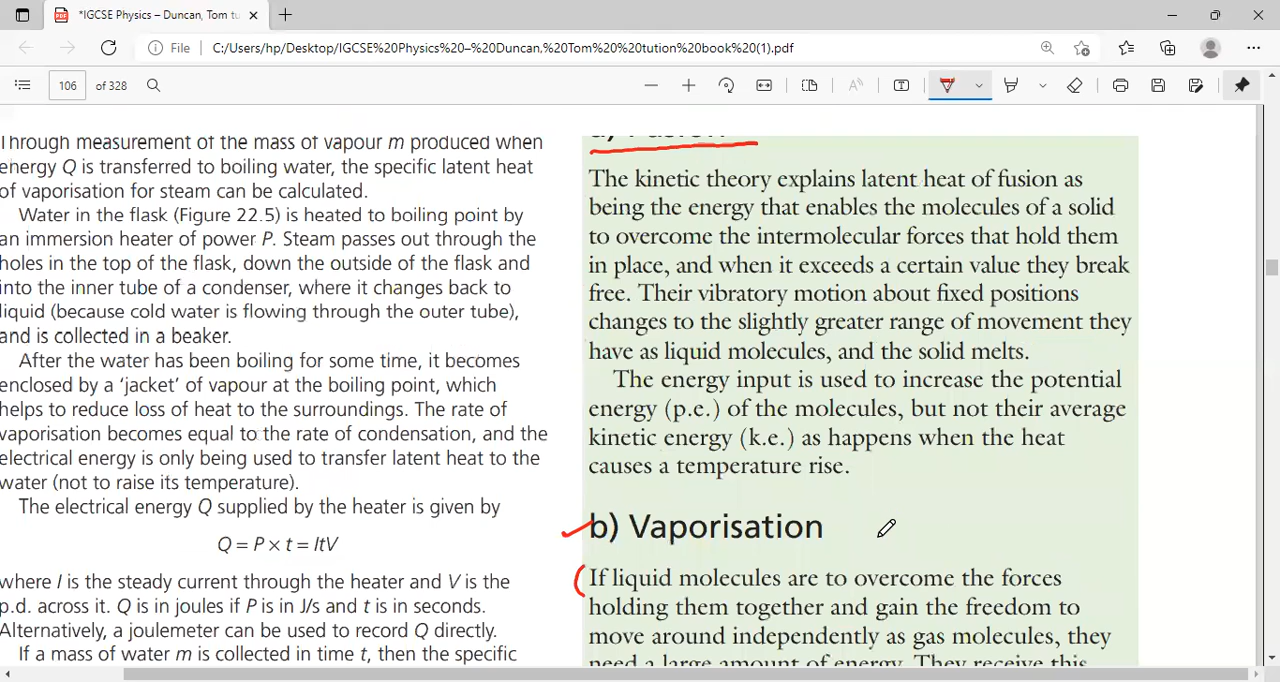 *IGCSE Physics – Duncan, Tom tu
File
C:/Users/hp/Desktop/IGCSE%20Physics%20–%20Duncan,%20Tom%20%20tution%20book%20(1).pdf
106 of 328
Through measurement of the mass of vapour m produced when
energy Q is transferred to boiling water, the specific latent heat
of vaporisation for steam can be calculated.
Water in the flask (Figure 22.5) is heated to boiling point by
an immersion heater of power P. Steam passes out through the
holes in the top of the flask, down the outside of the flask and
into the inner tube of a condenser, where it changes back to
liquid (because cold water is flowing through the outer tube),
and is collected in a beaker.
After the water has been boiling for some time, it becomes
enclosed by a ‘jacket’ of vapour at the boiling point, which
helps to reduce loss of heat to the surroundings. The rate of
vaporisation becomes equal to the rate of condensation, and the
electrical energy is only being used to transfer latent heat to the
water (not to raise its temperature).
The electrical energy Q supplied by the heater is given by
Q = P × t = ItV
where I is the steady current through the heater and V is the
p.d. across it. Q is in joules if P is in J/s and t is in seconds.
Alternatively, a joulemeter can be used to record Q directly.
If a mass of water m is collected in time t, then the specific
a) Fusion
The kinetic theory explains latent heat of fusion as
being the energy that enables the molecules of a solid
to overcome the intermolecular forces that hold them
in place, and when it exceeds a certain value they break
free. Their vibratory motion about fixed positions
changes to the slightly greater range of movement they
have as liquid molecules, and the solid melts.
The energy input is used to increase the potential
energy (p.e.) of the molecules, but not their average
kinetic energy (k.e.) as happens when the heat
causes a temperature rise.
b) Vaporisation
If liquid molecules are to overcome the forces
holding them together and gain the freedom to
move around independently as gas molecules, they
need a large amount of energy. They receive this